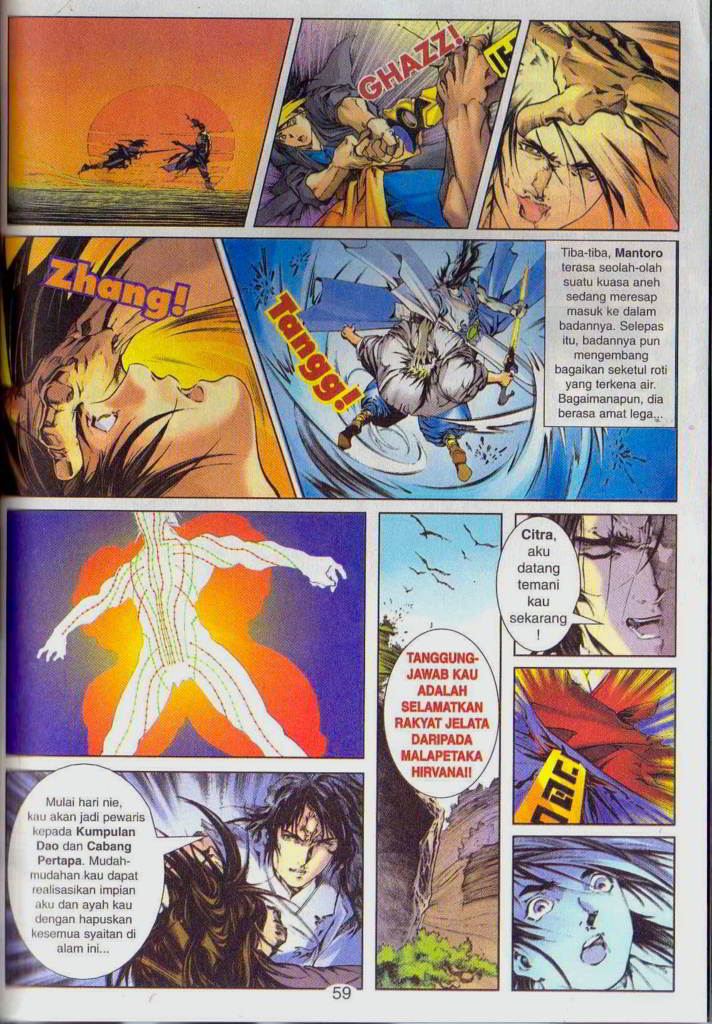 GHAZZ!
Zhang!
Tangg!
Tiba-tiba, Mantoro
terasa seolah-olah
suatu kuasa aneh
sedang meresap
masuk ke dalam
badannya. Selepas
itu, badannya pun
mengembang
bagaikan seketul roti
yang terkena air.
Bagaimanapun, dia
berasa amat lega...
Citra,
aku
datang
temani
kau
sekarang
!
TANGGUNG-
JAWAB KAU
ADALAH
SELAMATKAN
RAKYAT JELATA
DARIPADA
MALAPETAKA
HIRVANA!!
Mulai hari nie,
kau akan jadi pewaris
kepada Kumpulan
Dao dan Cabang
Pertapa. Mudah-
mudahan kau dapat
realisasikan impian
aku dan ayah kau
dengan hapuskan
kesemua syaitan di
alam ini...
59